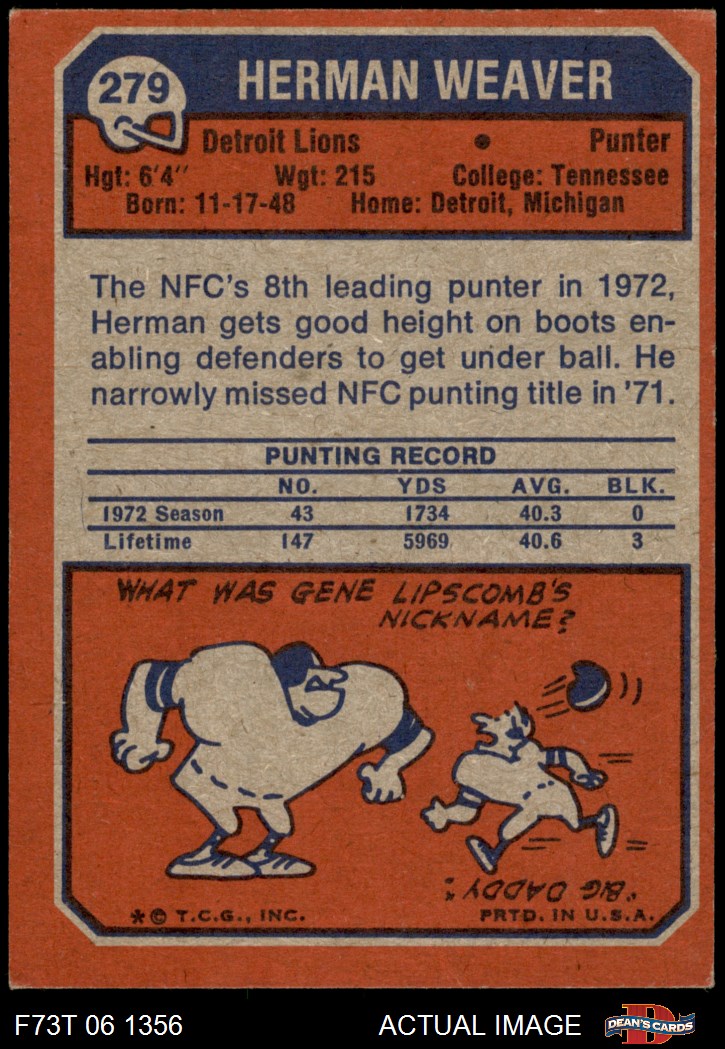 279
HERMAN WEAVER
Detroit Lions • Punter
Hgt: 6'4" Wgt: 215 College: Tennessee
Born: 11-17-48 Home: Detroit, Michigan
The NFC's 8th leading punter in 1972,
Herman gets good height on boots en-
abling defenders to get under ball. He
narrowly missed NFC punting title in '71.
PUNTING RECORD
NO. YDS AVG. BLK.
1972 Season 43 1734 40.3 0
Lifetime 147 5969 40.6 3
WHAT WAS GENE LIPSCOMB'S
NICKNAME?
"BIG DADDY"
*© T.C.G., INC. PRTD. IN U.S.A.
F73T 06 1356 ACTUAL IMAGE
D
DEAN'S CARDS